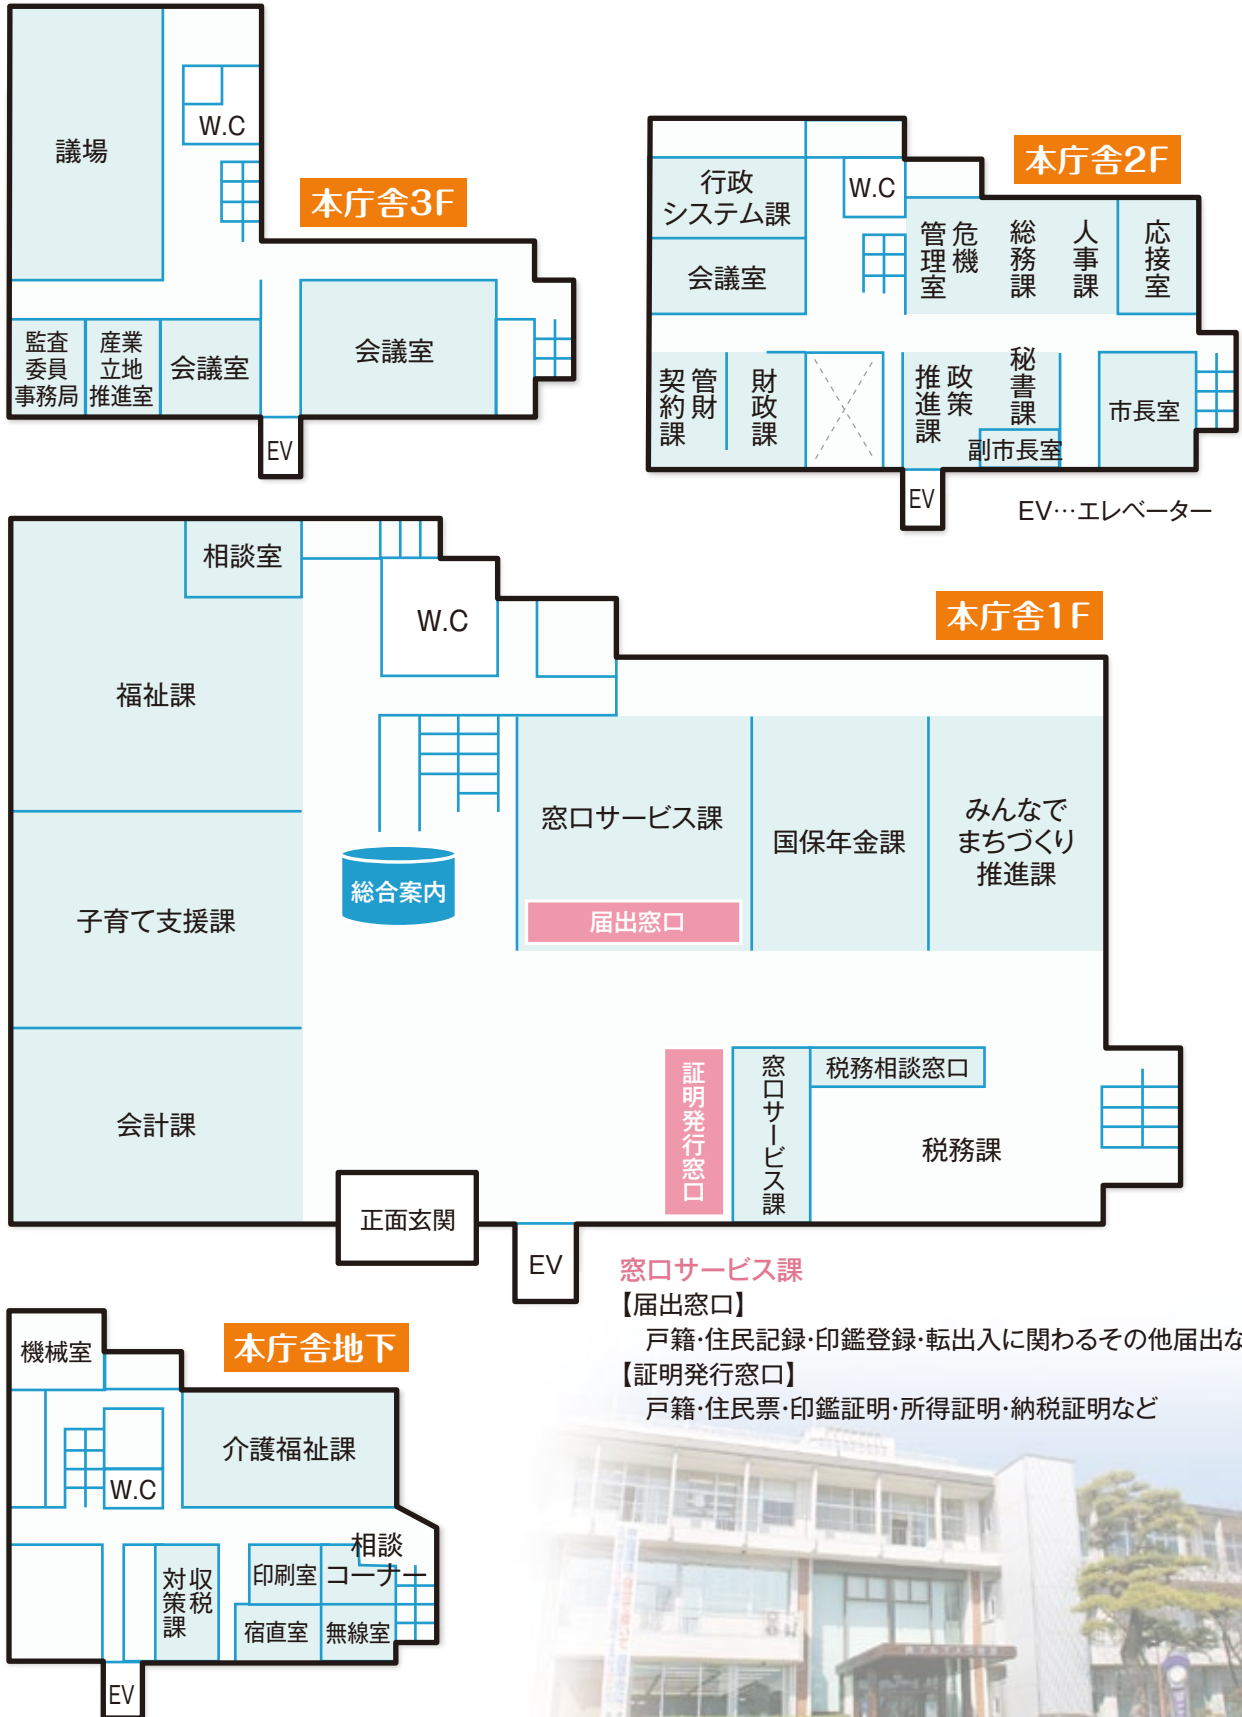 本庁舎3F
議場
W.C
監査
委員
事務局
産業
立地
推進室
会議室
会議室
EV
本庁舎2F
行政
システム課
W.C
会議室
危機
管理室
総務課
人事課
応接室
管財
契約課
財政課
政策
推進課
秘書課
副市長室
市長室
EV
EV…エレベーター
本庁舎1F
相談室
W.C
福祉課
窓口サービス課
国保年金課
みんなで
まちづくり
推進課
総合案内
届出窓口
子育て支援課
会計課
証明発行窓口
窓口サービス課
税務相談窓口
税務課
正面玄関
EV
窓口サービス課
【届出窓口】
戸籍・住民記録・印鑑登録・転出入に関わるその他届出な
【証明発行窓口】
戸籍・住民票・印鑑証明・所得証明・納税証明など
本庁舎地下
機械室
介護福祉課
W.C
収税
対策課
印刷室
相談
コーナー
宿直室
無線室
EV